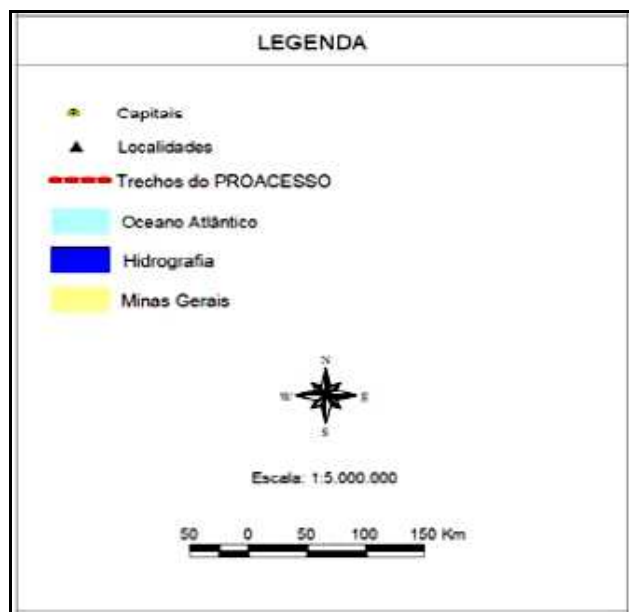 LEGENDA
Capitais
Localidades
Trechos do PROACESSO
Oceano Atlântico
Hidrografia
Minas Gerais
N
W E
S
Escala: 1:5.000.000
50 0 50 100 150 Km